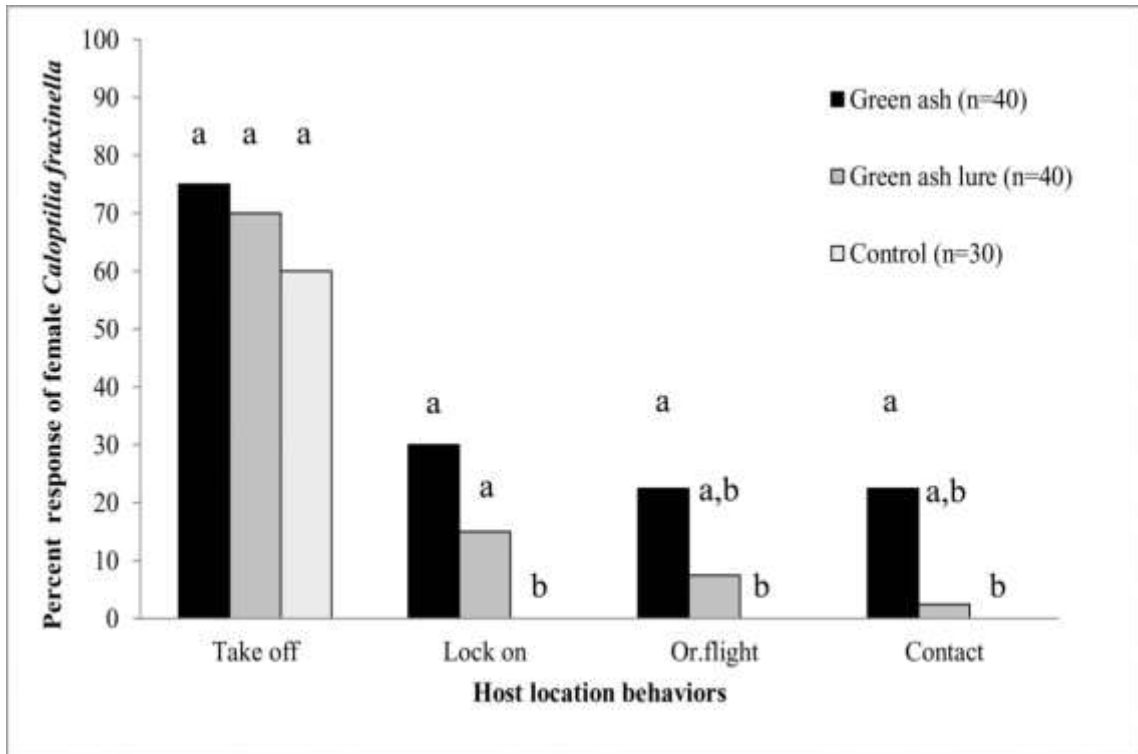 Percent response of female Caloptilia fraxinella
100
90
80
70
60
50
40
30
20
10
0
a a a
a
a
b
a
a,b
b
a
a,b
b
Green ash (n=40)
Green ash lure (n=40)
Control (n=30)
Take off Lock on Or.flight Contact
Host location behaviors